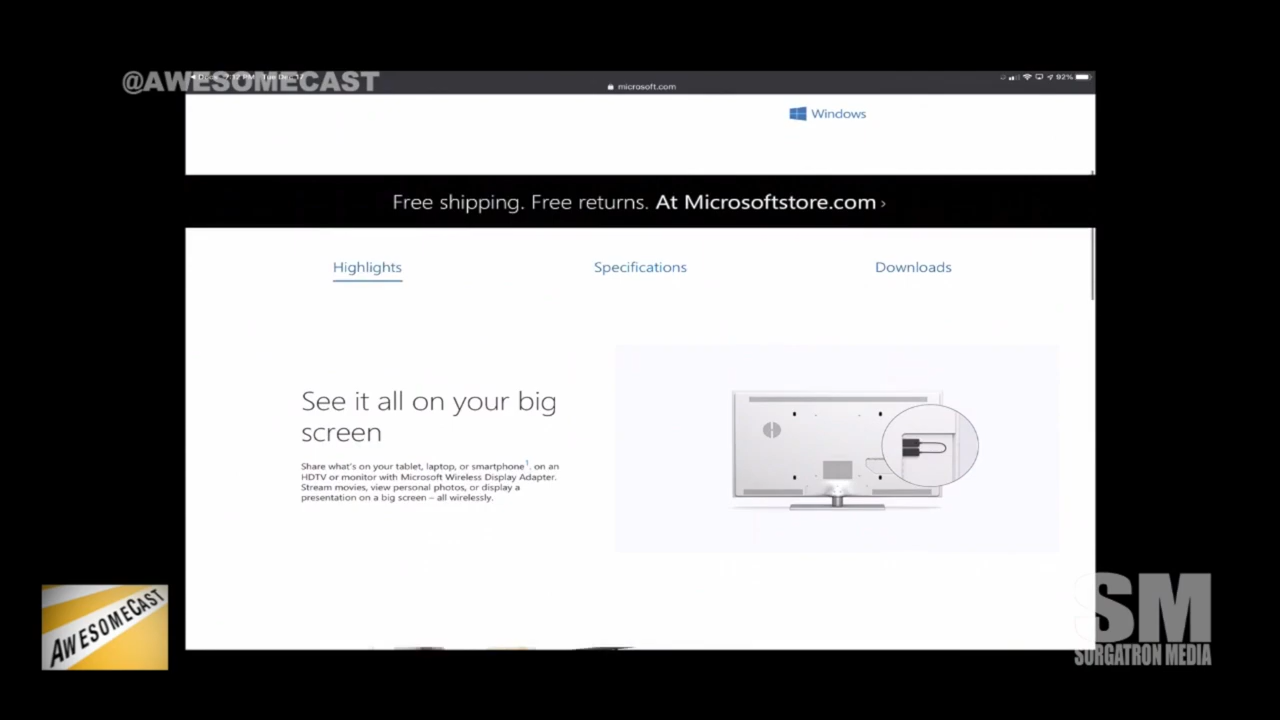 @AWESOMECAST
92%
microsoft.com
Windows
Free shipping. Free returns. At Microsoftstore.com ›
Highlights
Specifications
Downloads
See it all on your big
screen
Share what's on your tablet, laptop, or smartphone¹. on an
HDTV or monitor with Microsoft Wireless Display Adapter.
Stream movies, view personal photos, or display a
presentation on a big screen – all wirelessly.
AWESOMECAST
SM
SORGATRON MEDIA